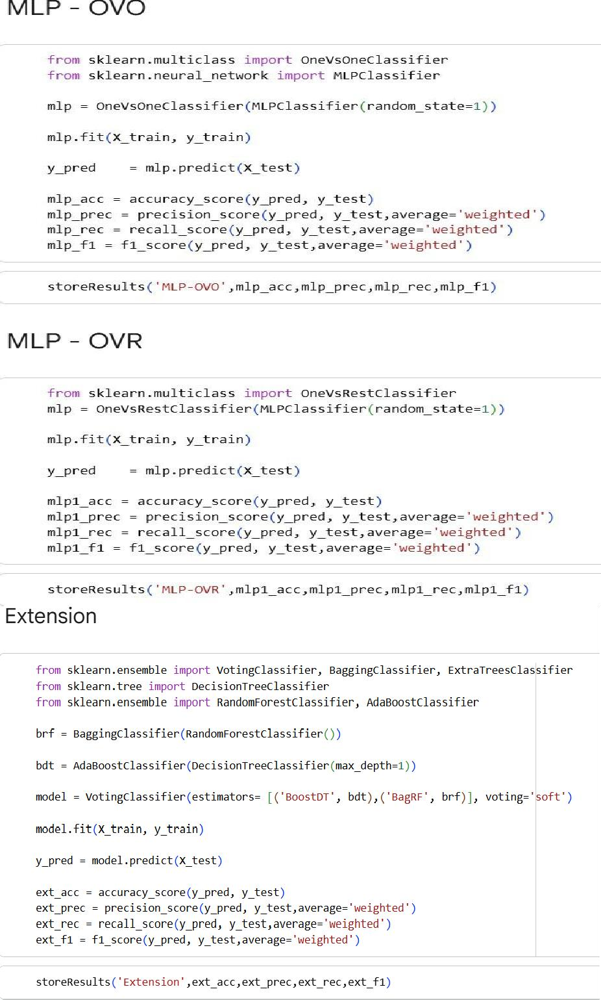 MLP - OVO
from sklearn.multiclass import OneVsOneClassifier
from sklearn.neural_network import MLPClassifier
mlp = OneVsOneClassifier(MLPClassifier(random_state=1))
mlp.fit(X_train, y_train)
y_pred    = mlp.predict(X_test)
mlp_acc = accuracy_score(y_pred, y_test)
mlp_prec = precision_score(y_pred, y_test,average='weighted')
mlp_rec = recall_score(y_pred, y_test,average='weighted')
mlp_f1 = f1_score(y_pred, y_test,average='weighted')
storeResults('MLP-OVO',mlp_acc,mlp_prec,mlp_rec,mlp_f1)
MLP - OVR
from sklearn.multiclass import OneVsRestClassifier
mlp = OneVsRestClassifier(MLPClassifier(random_state=1))
mlp.fit(X_train, y_train)
y_pred    = mlp.predict(X_test)
mlp1_acc = accuracy_score(y_pred, y_test)
mlp1_prec = precision_score(y_pred, y_test,average='weighted')
mlp1_rec = recall_score(y_pred, y_test,average='weighted')
mlp1_f1 = f1_score(y_pred, y_test,average='weighted')
storeResults('MLP-OVR',mlp1_acc,mlp1_prec,mlp1_rec,mlp1_f1)
Extension
from sklearn.ensemble import VotingClassifier, BaggingClassifier, ExtraTreesClassifier
from sklearn.tree import DecisionTreeClassifier
from sklearn.ensemble import RandomForestClassifier, AdaBoostClassifier
brf = BaggingClassifier(RandomForestClassifier())
bdt = AdaBoostClassifier(DecisionTreeClassifier(max_depth=1))
model = VotingClassifier(estimators= [('BoostDT', bdt),('BagRF', brf)], voting='soft')
model.fit(X_train, y_train)
y_pred = model.predict(X_test)
ext_acc = accuracy_score(y_pred, y_test)
ext_prec = precision_score(y_pred, y_test,average='weighted')
ext_rec = recall_score(y_pred, y_test,average='weighted')
ext_f1 = f1_score(y_pred, y_test,average='weighted')
storeResults('Extension',ext_acc,ext_prec,ext_rec,ext_f1)